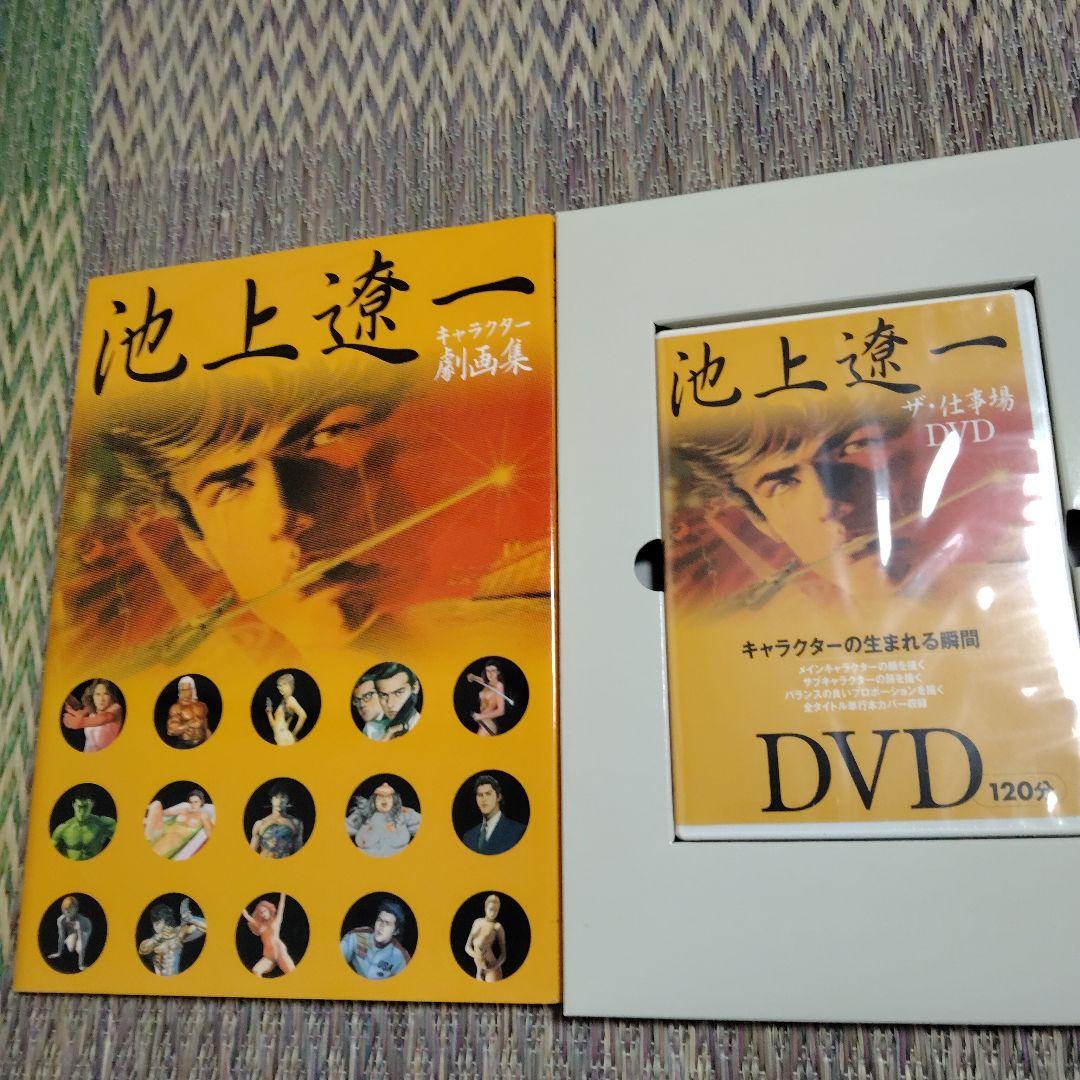 池上遼一
キャラクター
劇画集
USA
池上遼一
ザ・仕事場
DVD
キャラクターの生まれる瞬間
メインキャラクターの顔を描く
サブキャラクターの顔を描く
バランスの良いプロポーションを描く
全タイトル単行本カバー収録
DVD 120分